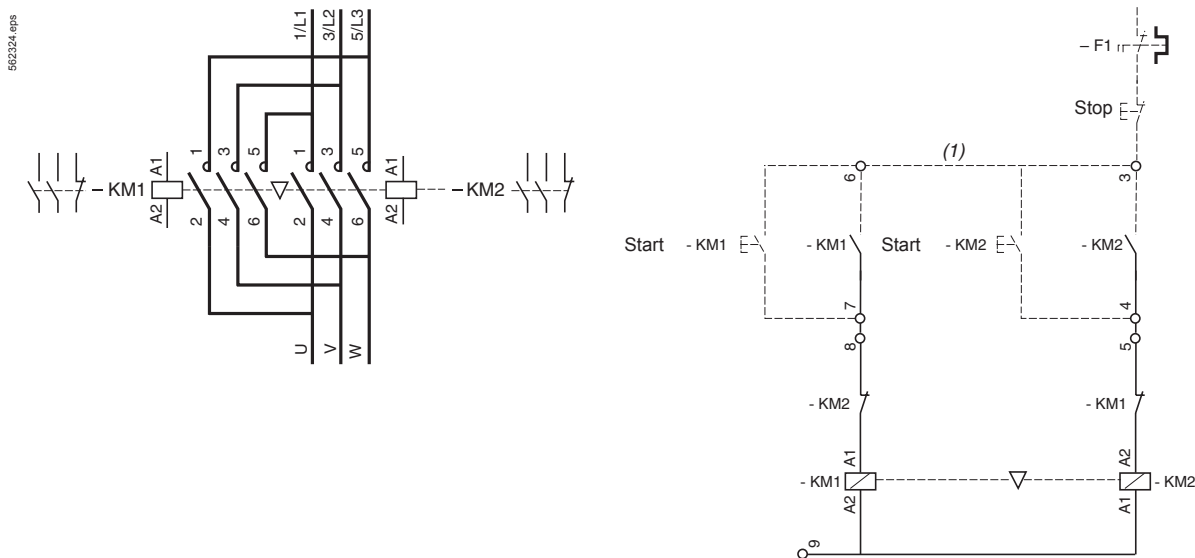 562324.eps
1/L1 3/L2 5/L3
1 3 5 1 3 5
- KM1 A1 A2
A1 A2 - KM2
2 4 6 2 4 6
U V W
- F1
Stop
(1)
6 3
Start - KM1 - KM1 Start - KM2 - KM2
7 4
8 5
- KM2 - KM1
A1 A2
- KM1 - KM2
A2 A1
9